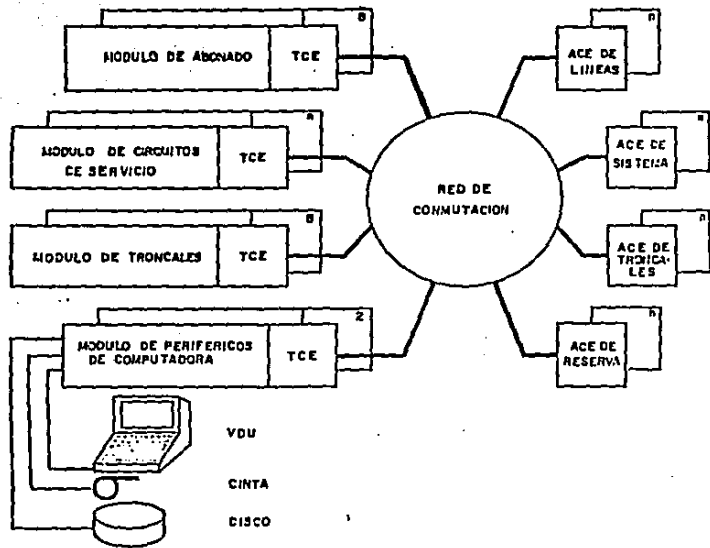 MODULO DE ABONADO
TCE
MODULO DE CIRCUITOS
DE SERVICIO
TCE
MODULO DE TRONCALES
TCE
2
MODULO DE PERIFERICOS
DE COMPUTADORA
TCE
VDU
CINTA
DISCO
RED DE
CONMUTACION
n
ACE DE
LINEAS
ACE DE
SISTEMA
n
ACE DE
TRONCA-
LES
ACE DE
RESERVA